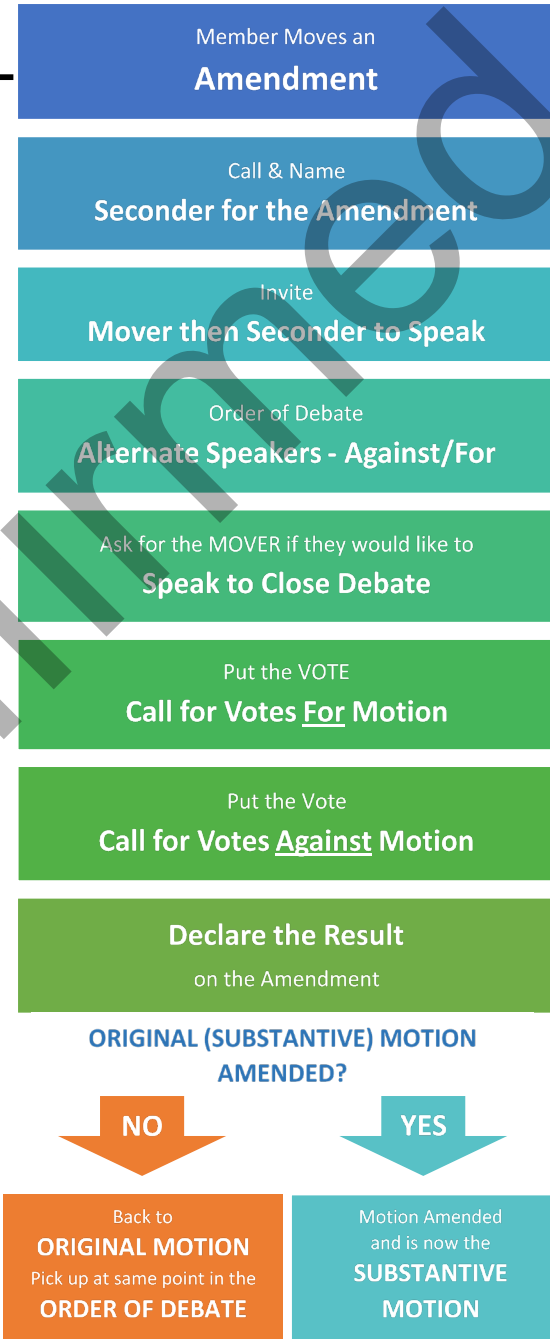 Member Moves an
Amendment
Call & Name
Seconder for the Amendment
Invite
Mover then Seconder to Speak
Order of Debate
Alternate Speakers - Against/For
Ask for the MOVER if they would like to
Speak to Close Debate
Put the VOTE
Call for Votes For Motion
Put the Vote
Call for Votes Against Motion
Declare the Result
on the Amendment
ORIGINAL (SUBSTANTIVE) MOTION
AMENDED?
NO
YES
Back to
ORIGINAL MOTION
Pick up at same point in the
ORDER OF DEBATE
Motion Amended
and is now the
SUBSTANTIVE
MOTION